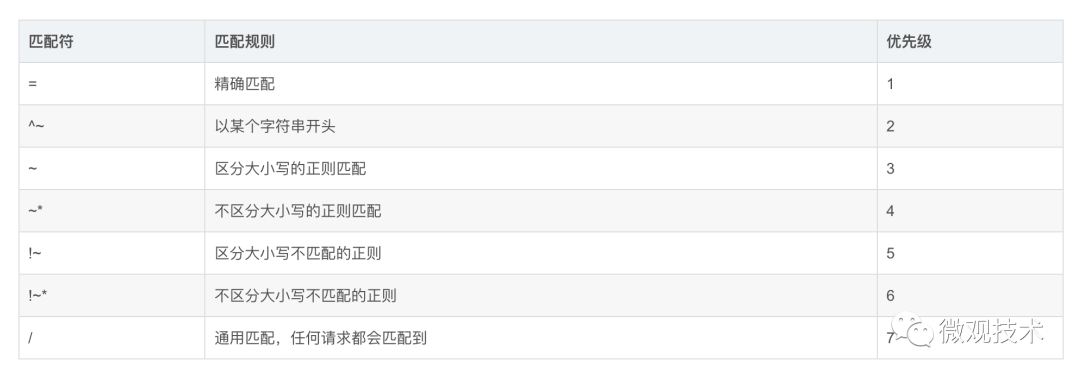 匹配符 匹配规则 优先级
= 精确匹配 1
^~ 以某个字符串开头 2
~ 区分大小写的正则匹配 3
~* 不区分大小写的正则匹配 4
!~ 区分大小写不匹配的正则 5
!~* 不区分大小写不匹配的正则 6
/ 通用匹配，任何请求都会匹配到 7
微观技术